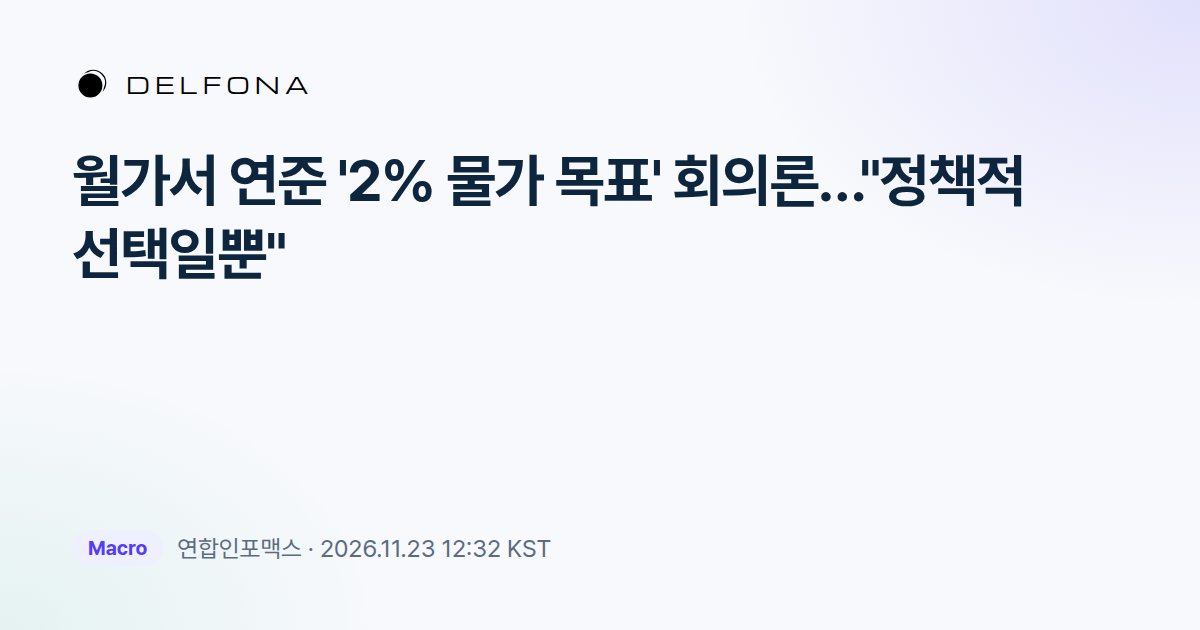 DELFONA
월가서 연준 '2% 물가 목표' 회의론..."정책적
선택일뿐"
Macro 연합인포맥스 · 2026.11.23 12:32 KST